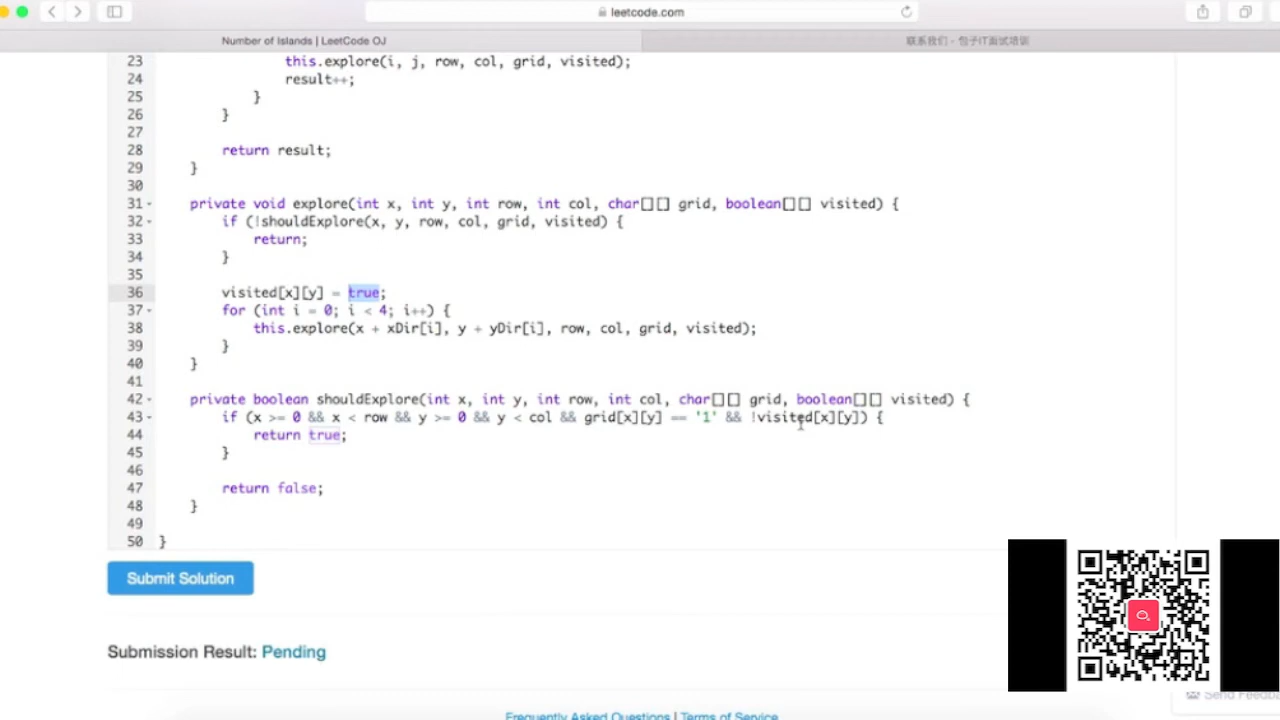 leetcode.com
Number of Islands | LeetCode OJ
联系我们 - 包子IT面试培训
23 this.explore(i, j, row, col, grid, visited);
24 result++;
25 }
26 }
27
28 return result;
29 }
30
31 private void explore(int x, int y, int row, int col, char[][] grid, boolean[][] visited) {
32 if (!shouldExplore(x, y, row, col, grid, visited) {
33 return;
34 }
35
36 visited[x][y] = true;
37 for (int i = 0; i < 4; i++) {
38 this.explore(x + xDir[i], y + yDir[i], row, col, grid, visited);
39 }
40 }
41
42 private boolean shouldExplore(int x, int y, int row, int col, char[][] grid, boolean[][] visited) {
43 if (x >= 0 && x < row && y >= 0 && y < col && grid[x][y] == '1' && !visited[x][y]) {
44 return true;
45 }
46
47 return false;
48 }
49
50 }
Submit Solution
Submission Result: Pending
Send Feedba
Frequently Asked Questions | Terms of Service